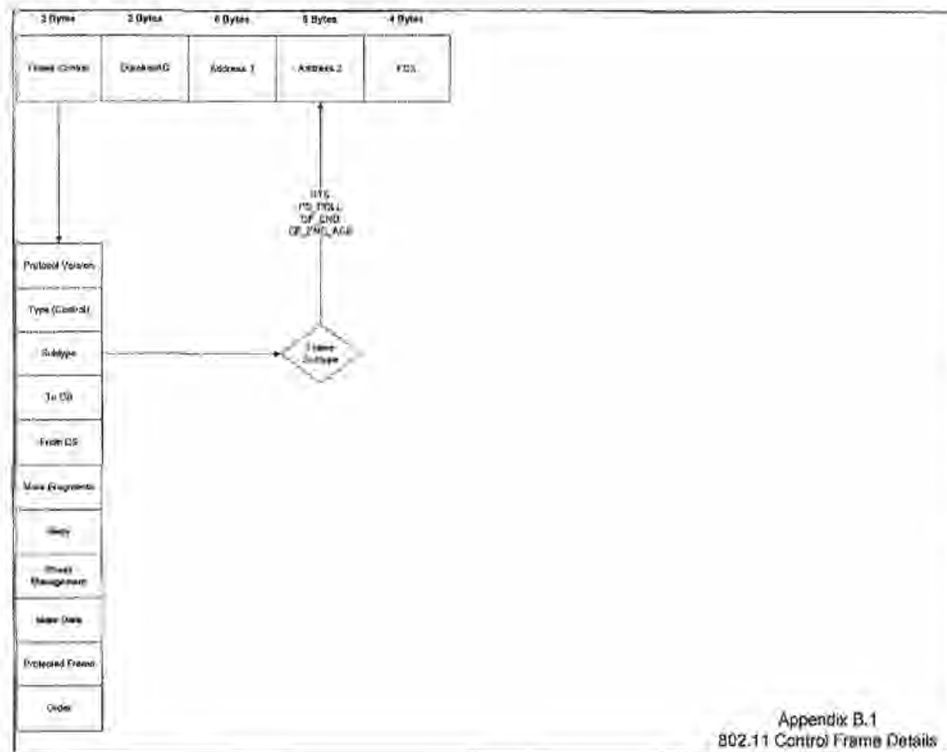 2 Bytes 2 Bytes 6 Bytes 6 Bytes 4 Bytes
Frame Control Duration/ID Address 1 Address 2 FCS
RTS
PS_POLL
CF_END
CF_END_ACK
Protocol Version
Type (Control)
Subtype
Frame
Subtype
To DS
From DS
More Fragments
Retry
Power
Management
More Data
Protected Frame
Order
Appendix B.1
802.11 Control Frame Details